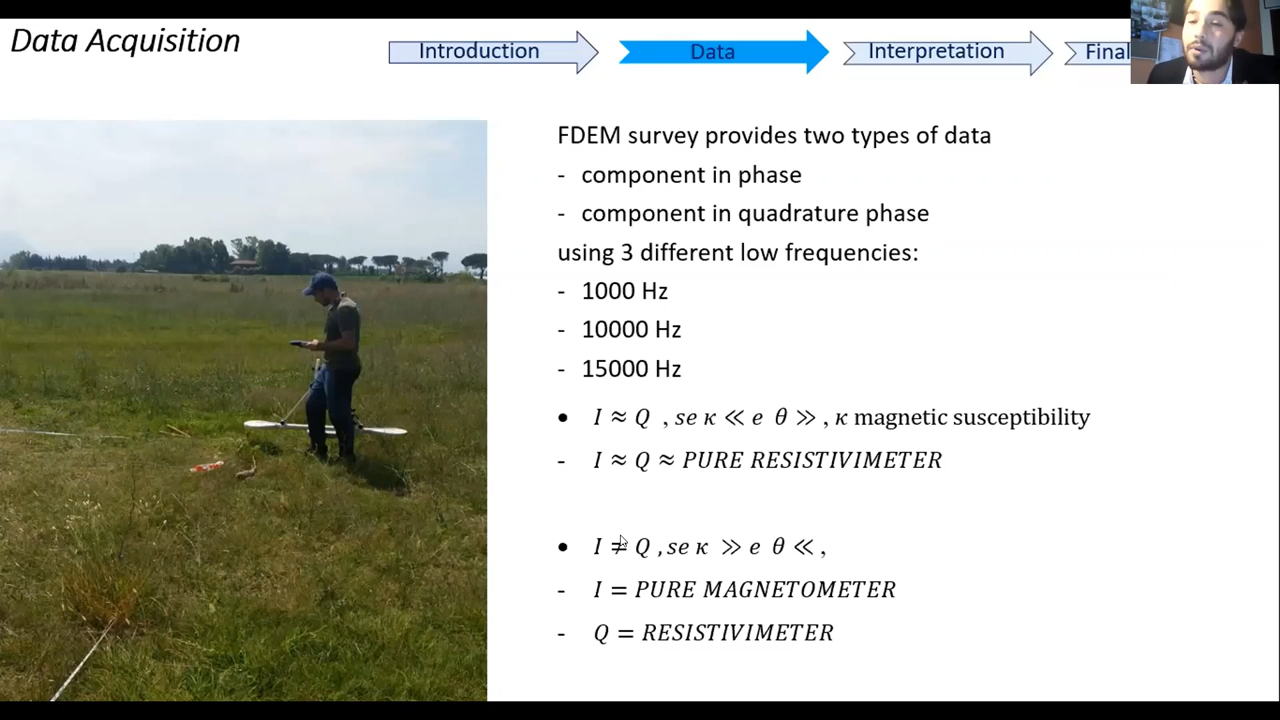 Data Acquisition
Introduction
Data
Interpretation
Final
FDEM survey provides two types of data
- component in phase
- component in quadrature phase
using 3 different low frequencies:
- 1000 Hz
- 10000 Hz
- 15000 Hz
• I ≈ Q , se κ ≪ e θ ≫, κ magnetic susceptibility
- I ≈ Q ≈ PURE RESISTIVIMETER
• I ≠ Q , se κ ≫ e θ ≪,
- I = PURE MAGNETOMETER
- Q = RESISTIVIMETER